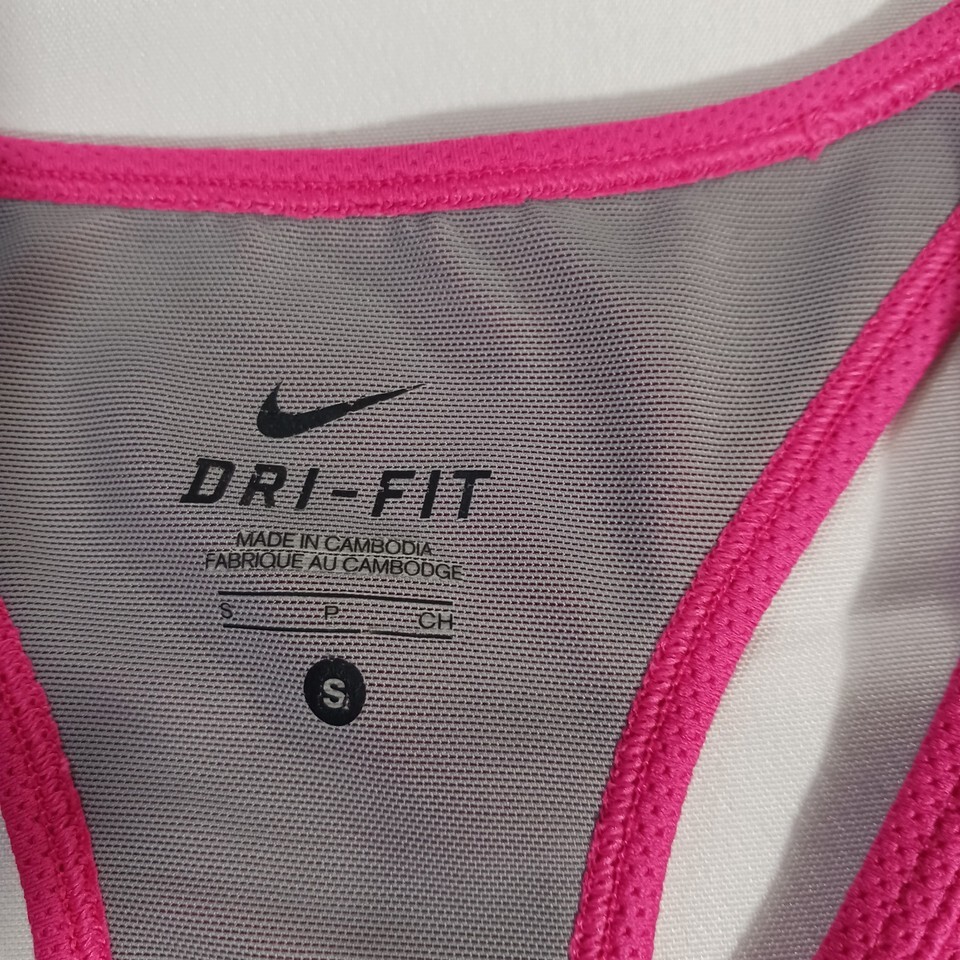 DRI-FIT
MADE IN CAMBODIA
FABRIQUE AU CAMBODGE
S P CH
S